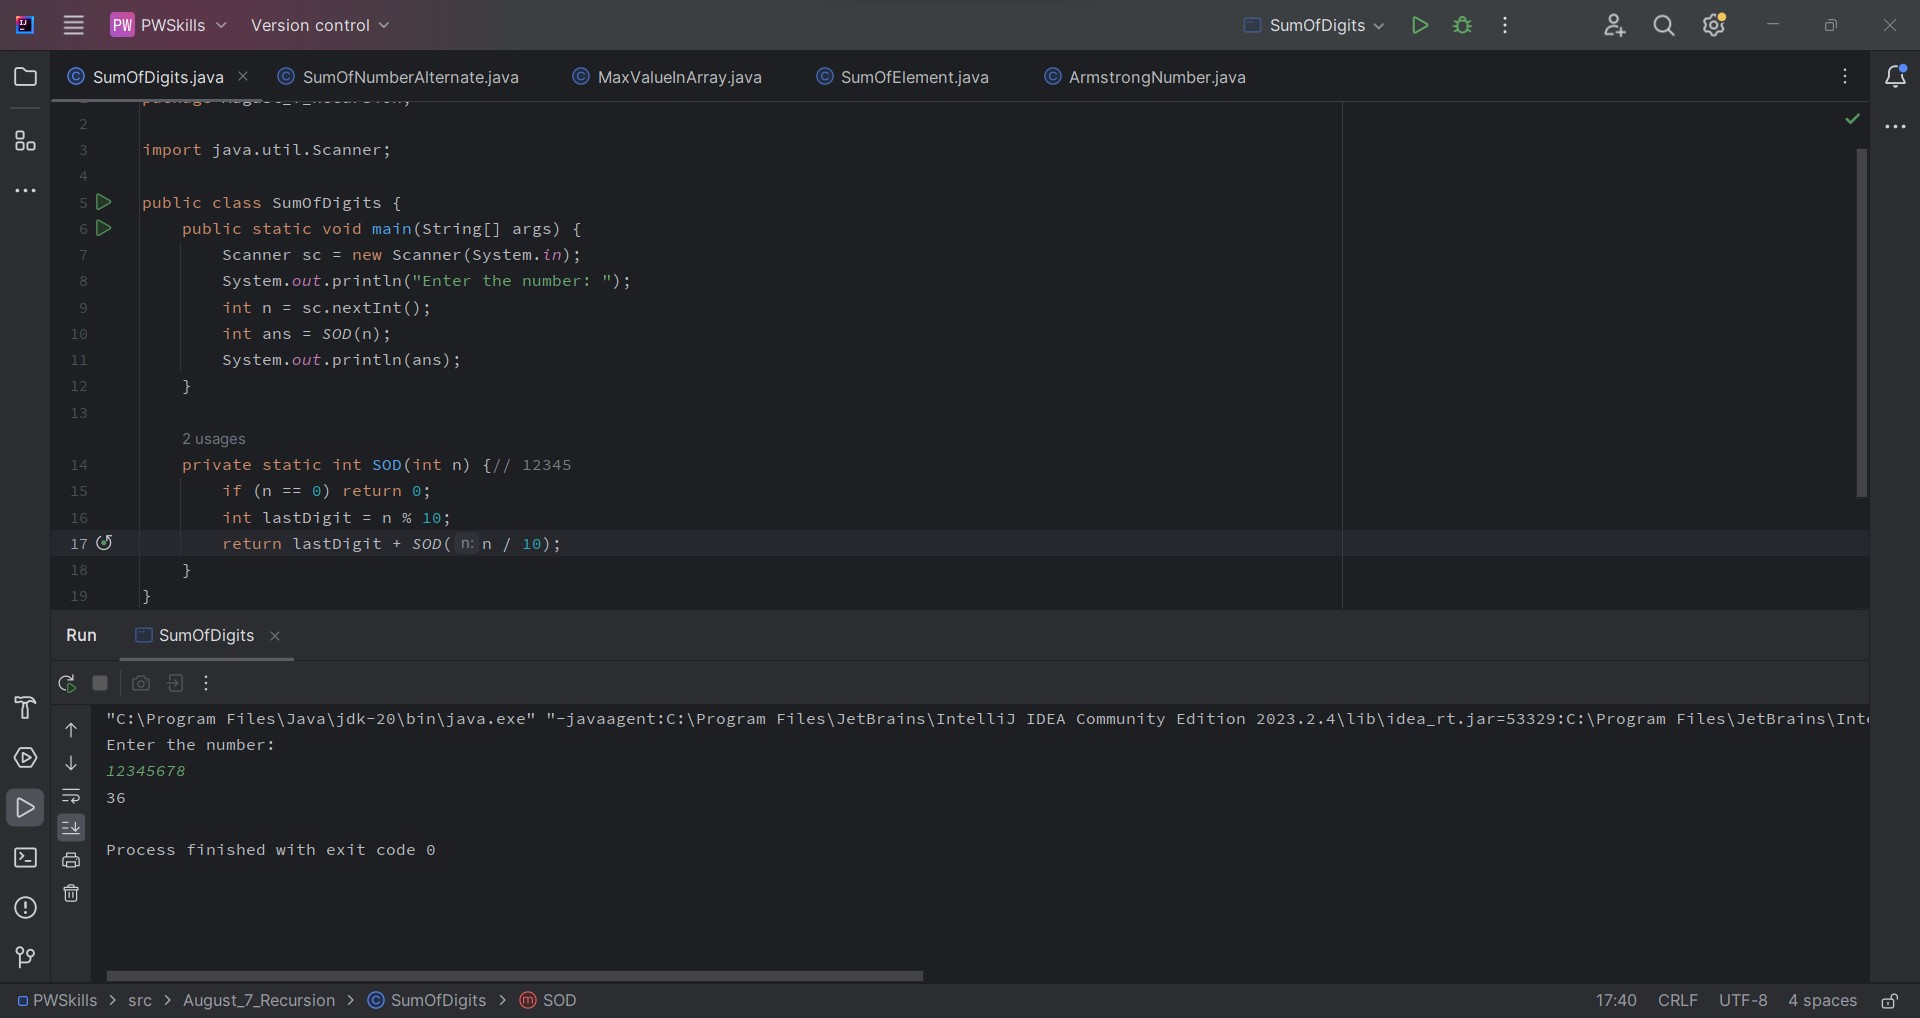 PW PWSkills Version control SumOfDigits
SumOfDigits.java SumOfNumberAlternate.java MaxValueInArray.java SumOfElement.java ArmstrongNumber.java
2
3 import java.util.Scanner;
4
5 public class SumOfDigits {
6 public static void main(String[] args) {
7 Scanner sc = new Scanner(System.in);
8 System.out.println("Enter the number: ");
9 int n = sc.nextInt();
10 int ans = SOD(n);
11 System.out.println(ans);
12 }
13
2 usages
14 private static int SOD(int n) {// 12345
15 if (n == 0) return 0;
16 int lastDigit = n % 10;
17 return lastDigit + SOD( n: n / 10);
18 }
19 }
Run SumOfDigits
"C:\Program Files\Java\jdk-20\bin\java.exe" "-javaagent:C:\Program Files\JetBrains\IntelliJ IDEA Community Edition 2023.2.4\lib\idea_rt.jar=53329:C:\Program Files\JetBrains\Int
Enter the number:
12345678
36
Process finished with exit code 0
PWSkills > src > August_7_Recursion > SumOfDigits > SOD 17:40 CRLF UTF-8 4 spaces